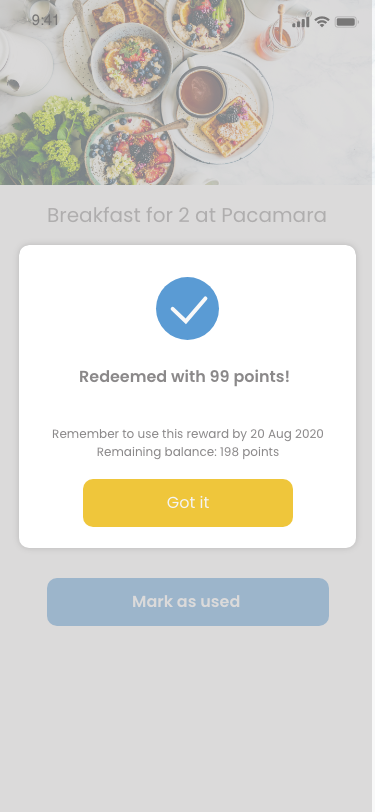 9:41
Breakfast for 2 at Pacamara
Redeemed with 99 points!
Remember to use this reward by 20 Aug 2020
Remaining balance: 198 points
Got it
Mark as used